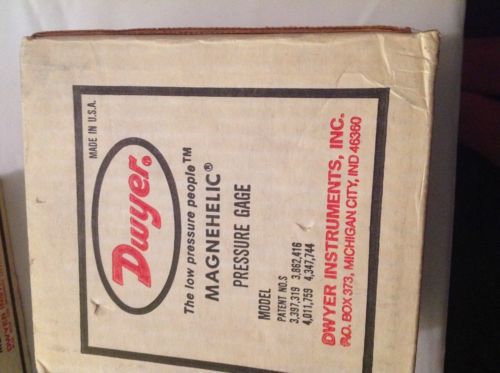 MADE IN U.S.A.
Dwyer®
The low pressure people™
MAGNEHELIC®
PRESSURE GAGE
MODEL
PATENT NO.S
3,397,319 3,862,416
4,011,759 4,347,744
DWYER INSTRUMENTS, INC.
P.O. BOX 373, MICHIGAN CITY, IND 46360